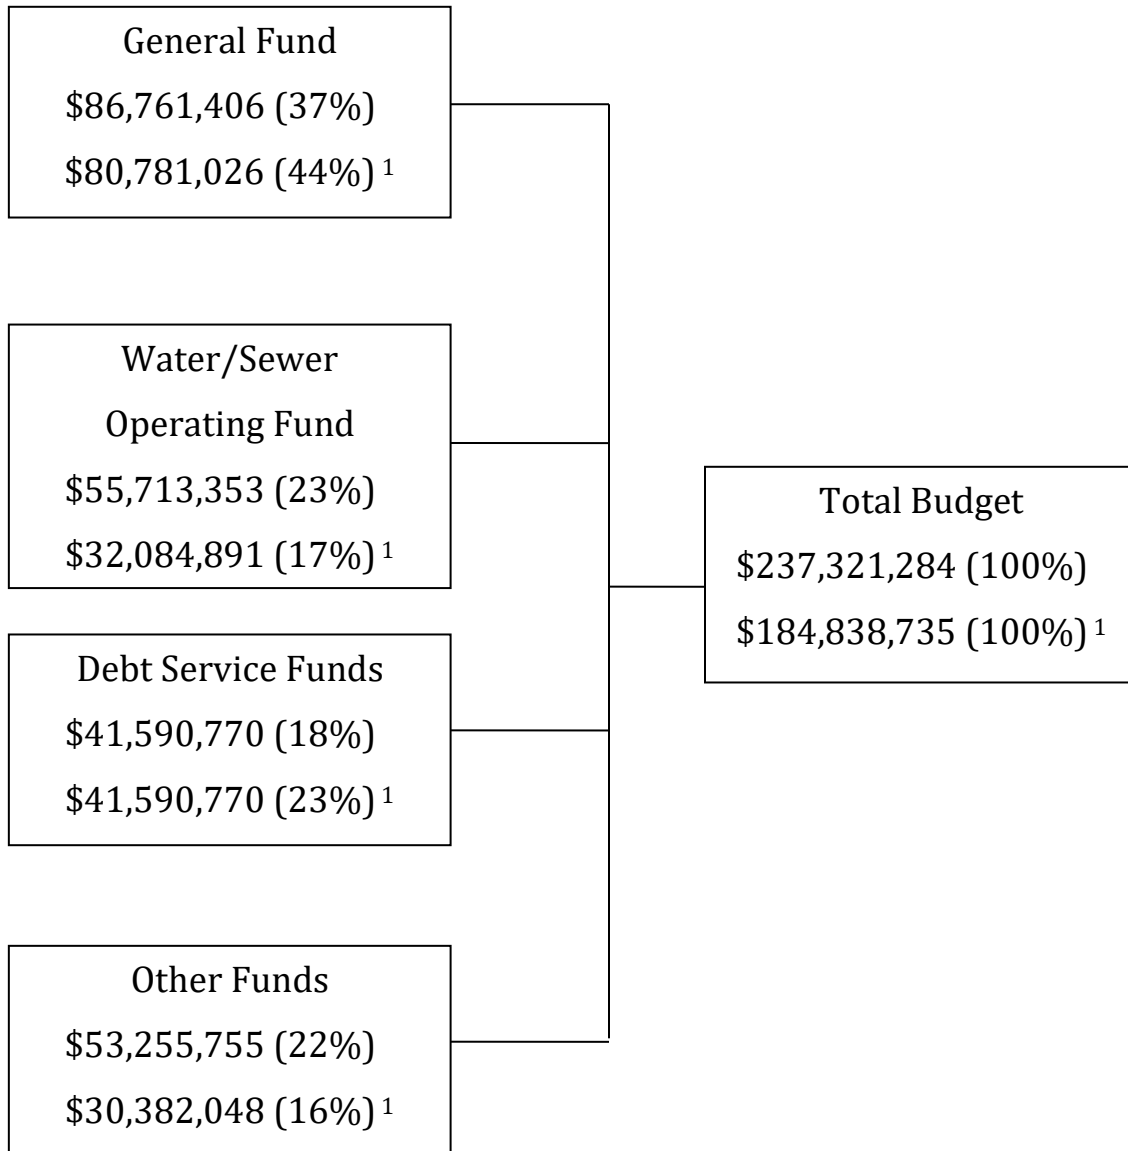 General Fund
$86,761,406 (37%)
$80,781,026 (44%) 1
Water/Sewer
Operating Fund
$55,713,353 (23%)
$32,084,891 (17%) 1
Total Budget
$237,321,284 (100%)
$184,838,735 (100%) 1
Debt Service Funds
$41,590,770 (18%)
$41,590,770 (23%) 1
Other Funds
$53,255,755 (22%)
$30,382,048 (16%) 1